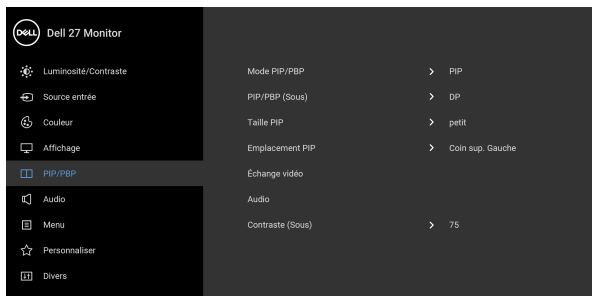 DELL Dell 27 Monitor
Luminosité/Contraste
Source entrée
Couleur
Affichage
PIP/PBP
Audio
Menu
Personnaliser
Divers
Mode PIP/PBP > PIP
PIP/PBP (Sous) > DP
Taille PIP > petit
Emplacement PIP > Coin sup. Gauche
Échange vidéo
Audio
Contraste (Sous) > 75